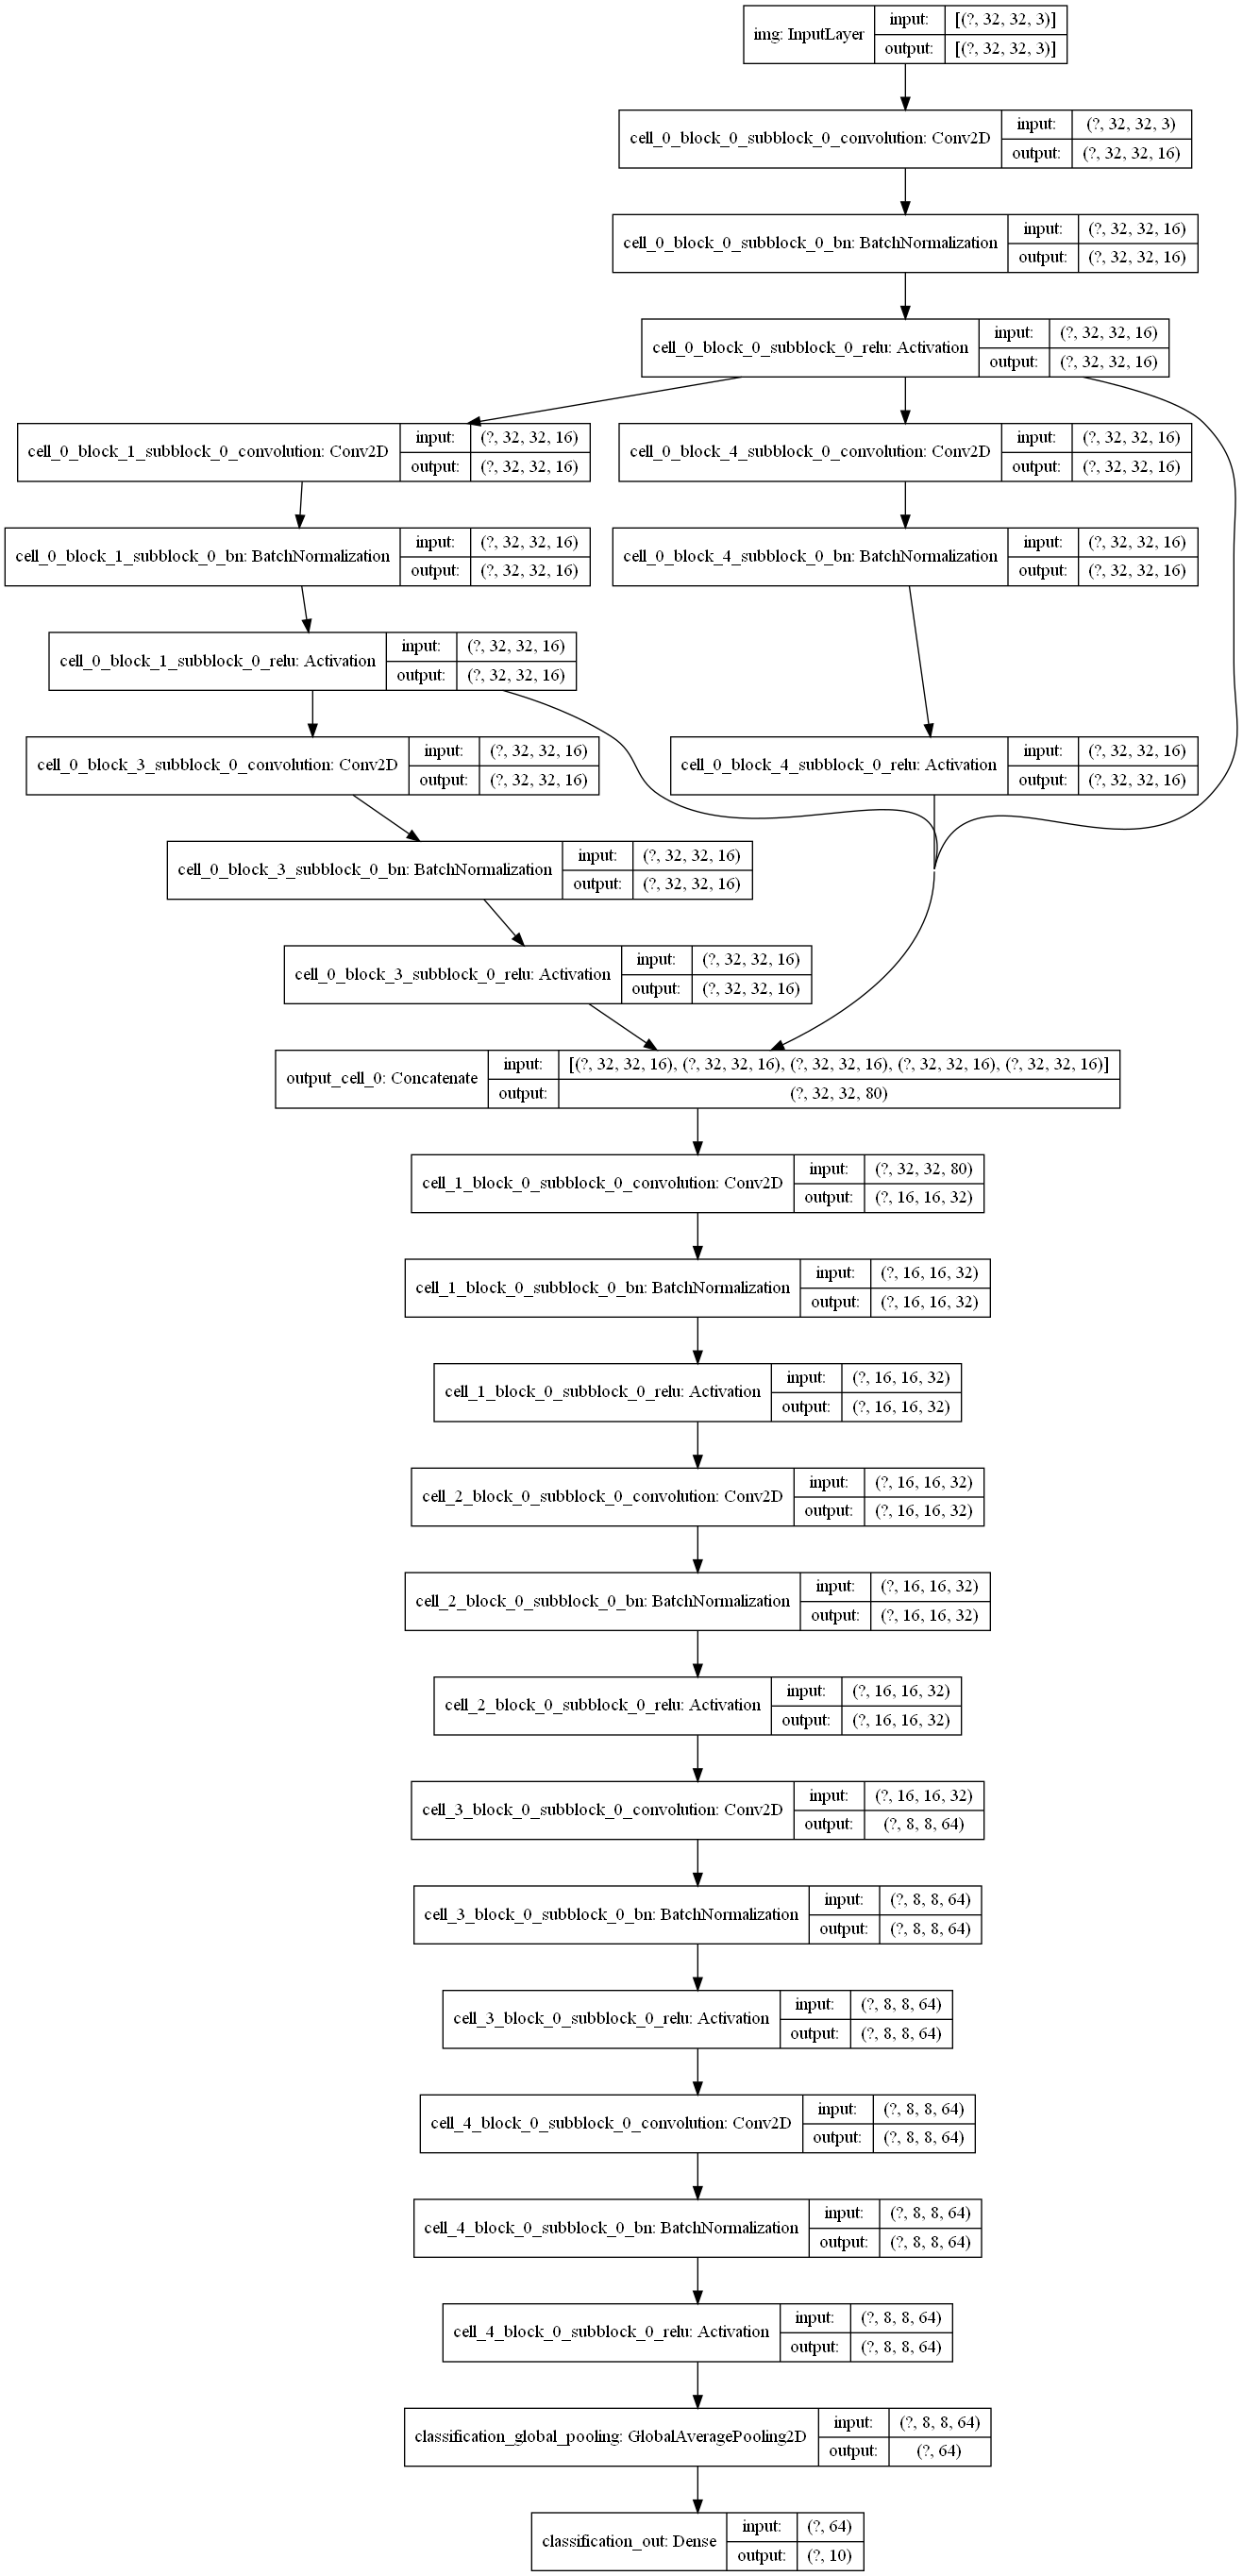 img: InputLayer input: [(?, 32, 32, 3)]
output: [(?, 32, 32, 3)]
cell_0_block_0_subblock_0_convolution: Conv2D input: (?, 32, 32, 3)
output: (?, 32, 32, 16)
cell_0_block_0_subblock_0_bn: BatchNormalization input: (?, 32, 32, 16)
output: (?, 32, 32, 16)
cell_0_block_0_subblock_0_relu: Activation input: (?, 32, 32, 16)
output: (?, 32, 32, 16)
cell_0_block_1_subblock_0_convolution: Conv2D input: (?, 32, 32, 16)
output: (?, 32, 32, 16)
cell_0_block_4_subblock_0_convolution: Conv2D input: (?, 32, 32, 16)
output: (?, 32, 32, 16)
cell_0_block_1_subblock_0_bn: BatchNormalization input: (?, 32, 32, 16)
output: (?, 32, 32, 16)
cell_0_block_4_subblock_0_bn: BatchNormalization input: (?, 32, 32, 16)
output: (?, 32, 32, 16)
cell_0_block_1_subblock_0_relu: Activation input: (?, 32, 32, 16)
output: (?, 32, 32, 16)
cell_0_block_3_subblock_0_convolution: Conv2D input: (?, 32, 32, 16)
output: (?, 32, 32, 16)
cell_0_block_4_subblock_0_relu: Activation input: (?, 32, 32, 16)
output: (?, 32, 32, 16)
cell_0_block_3_subblock_0_bn: BatchNormalization input: (?, 32, 32, 16)
output: (?, 32, 32, 16)
cell_0_block_3_subblock_0_relu: Activation input: (?, 32, 32, 16)
output: (?, 32, 32, 16)
output_cell_0: Concatenate input: [(?, 32, 32, 16), (?, 32, 32, 16), (?, 32, 32, 16), (?, 32, 32, 16), (?, 32, 32, 16)]
output: (?, 32, 32, 80)
cell_1_block_0_subblock_0_convolution: Conv2D input: (?, 32, 32, 80)
output: (?, 16, 16, 32)
cell_1_block_0_subblock_0_bn: BatchNormalization input: (?, 16, 16, 32)
output: (?, 16, 16, 32)
cell_1_block_0_subblock_0_relu: Activation input: (?, 16, 16, 32)
output: (?, 16, 16, 32)
cell_2_block_0_subblock_0_convolution: Conv2D input: (?, 16, 16, 32)
output: (?, 16, 16, 32)
cell_2_block_0_subblock_0_bn: BatchNormalization input: (?, 16, 16, 32)
output: (?, 16, 16, 32)
cell_2_block_0_subblock_0_relu: Activation input: (?, 16, 16, 32)
output: (?, 16, 16, 32)
cell_3_block_0_subblock_0_convolution: Conv2D input: (?, 16, 16, 32)
output: (?, 8, 8, 64)
cell_3_block_0_subblock_0_bn: BatchNormalization input: (?, 8, 8, 64)
output: (?, 8, 8, 64)
cell_3_block_0_subblock_0_relu: Activation input: (?, 8, 8, 64)
output: (?, 8, 8, 64)
cell_4_block_0_subblock_0_convolution: Conv2D input: (?, 8, 8, 64)
output: (?, 8, 8, 64)
cell_4_block_0_subblock_0_bn: BatchNormalization input: (?, 8, 8, 64)
output: (?, 8, 8, 64)
cell_4_block_0_subblock_0_relu: Activation input: (?, 8, 8, 64)
output: (?, 8, 8, 64)
classification_global_pooling: GlobalAveragePooling2D input: (?, 8, 8, 64)
output: (?, 64)
classification_out: Dense input: (?, 64)
output: (?, 10)